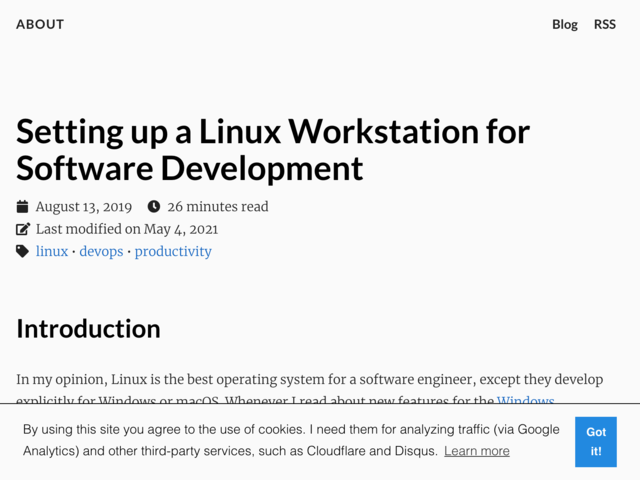 ABOUT
Blog RSS
Setting up a Linux Workstation for
Software Development
August 13, 2019 26 minutes read
Last modified on May 4, 2021
linux • devops • productivity
Introduction
In my opinion, Linux is the best operating system for a software engineer, except they develop
explicitly for Windows or macOS. Whenever I read about new features for the Windows
By using this site you agree to the use of cookies. I need them for analyzing traffic (via Google
Analytics) and other third-party services, such as Cloudflare and Disqus. Learn more
Got
it!